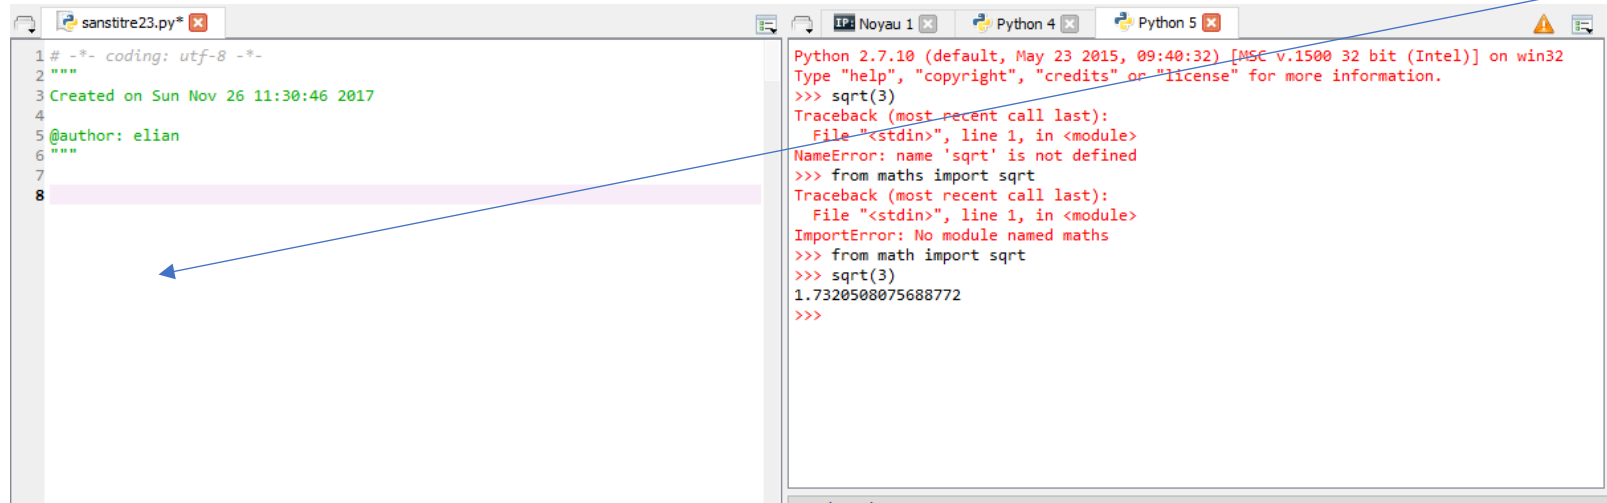 sanstitre23.py*
1 # -*- coding: utf-8 -*-
2 """
3 Created on Sun Nov 26 11:30:46 2017
4
5 @author: elian
6 """
7
8
IP: Noyau 1 Python 4 Python 5
Python 2.7.10 (default, May 23 2015, 09:40:32) [MSC v.1500 32 bit (Intel)] on win32
Type "help", "copyright", "credits" or "license" for more information.
>>> sqrt(3)
Traceback (most recent call last):
  File "<stdin>", line 1, in <module>
NameError: name 'sqrt' is not defined
>>> from maths import sqrt
Traceback (most recent call last):
  File "<stdin>", line 1, in <module>
ImportError: No module named maths
>>> from math import sqrt
>>> sqrt(3)
1.7320508075688772
>>>